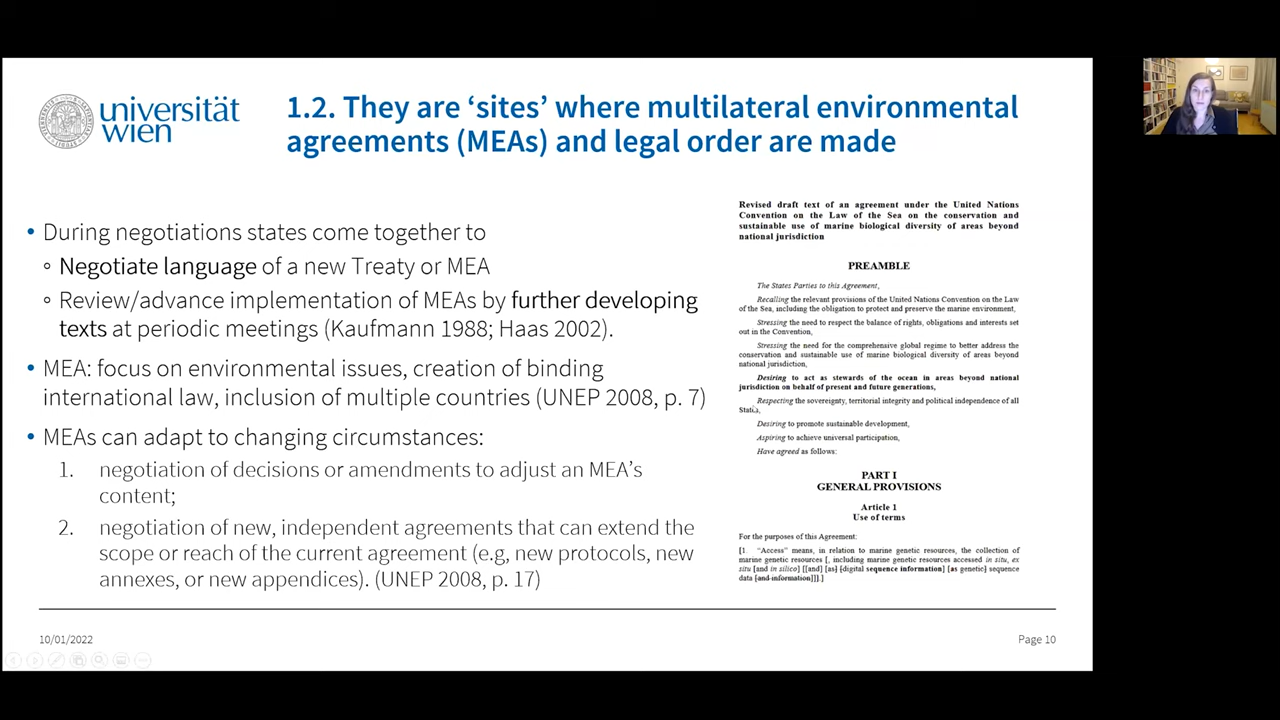 universität
wien
1.2. They are ‘sites’ where multilateral environmental
agreements (MEAs) and legal order are made
• During negotiations states come together to
◦ Negotiate language of a new Treaty or MEA
◦ Review/advance implementation of MEAs by further developing
texts at periodic meetings (Kaufmann 1988; Haas 2002).
• MEA: focus on environmental issues, creation of binding
international law, inclusion of multiple countries (UNEP 2008, p. 7)
• MEAs can adapt to changing circumstances:
1. negotiation of decisions or amendments to adjust an MEA’s
content;
2. negotiation of new, independent agreements that can extend the
scope or reach of the current agreement (e.g, new protocols, new
annexes, or new appendices). (UNEP 2008, p. 17)
Revised draft text of an agreement under the United Nations
Convention on the Law of the Sea on the conservation and
sustainable use of marine biological diversity of areas beyond
national jurisdiction
PREAMBLE
The States Parties to this Agreement,
Recalling the relevant provisions of the United Nations Convention on the Law
of the Sea, including the obligation to protect and preserve the marine environment,
Stressing the need to respect the balance of rights, obligations and interests set
out in the Convention,
Stressing the need for the comprehensive global regime to better address the
conservation and sustainable use of marine biological diversity of areas beyond
national jurisdiction,
Desiring to act as stewards of the ocean in areas beyond national
jurisdiction on behalf of present and future generations,
Respecting the sovereignty, territorial integrity and political independence of all
States,
Desiring to promote sustainable development,
Aspiring to achieve universal participation,
Have agreed as follows:
PART I
GENERAL PROVISIONS
Article 1
Use of terms
For the purposes of this Agreement:
[1. “Access” means, in relation to marine genetic resources, the collection of
marine genetic resources [, including marine genetic resources accessed in situ, ex
situ [and in silico] [[and] [as] [digital sequence information] [as genetic] sequence
data [and information]]].]
10/01/2022
Page 10